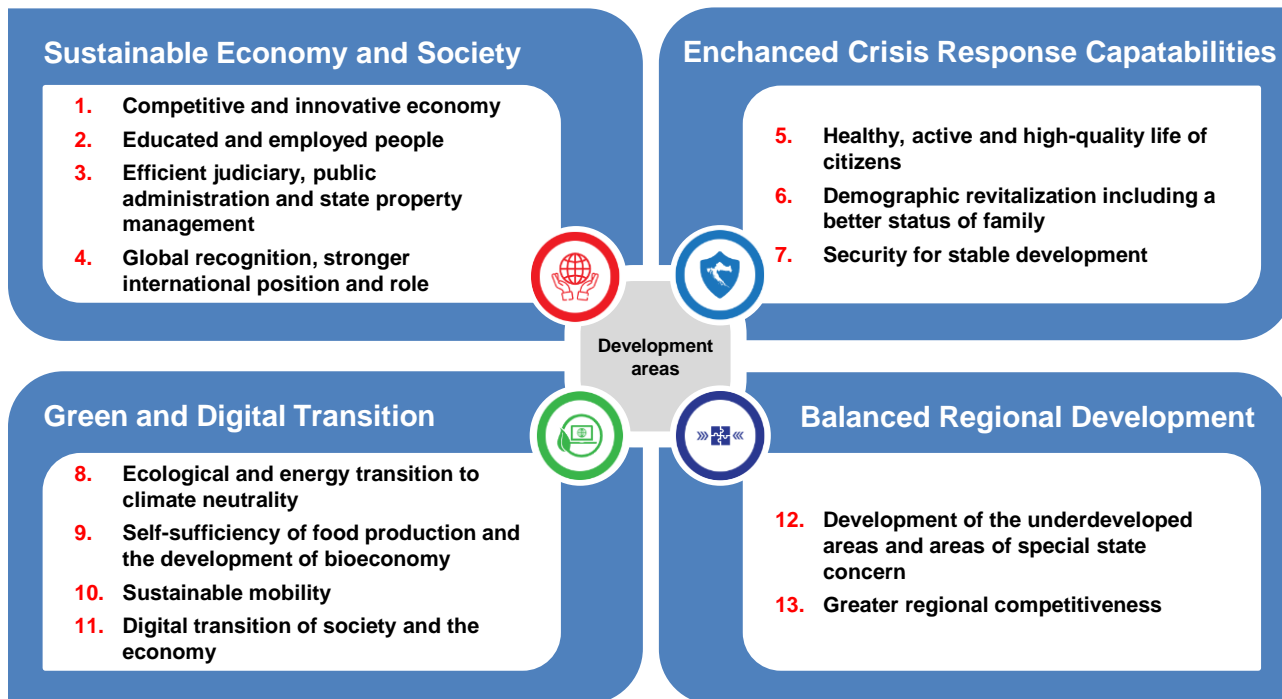 Sustainable Economy and Society
1. Competitive and innovative economy
2. Educated and employed people
3. Efficient judiciary, public
administration and state property
management
4. Global recognition, stronger
international position and role
Enchanced Crisis Response Capatabilities
5. Healthy, active and high-quality life of
citizens
6. Demographic revitalization including a
better status of family
7. Security for stable development
Development
areas
Green and Digital Transition
8. Ecological and energy transition to
climate neutrality
9. Self-sufficiency of food production and
the development of bioeconomy
10. Sustainable mobility
11. Digital transition of society and the
economy
Balanced Regional Development
12. Development of the underdeveloped
areas and areas of special state
concern
13. Greater regional competitiveness